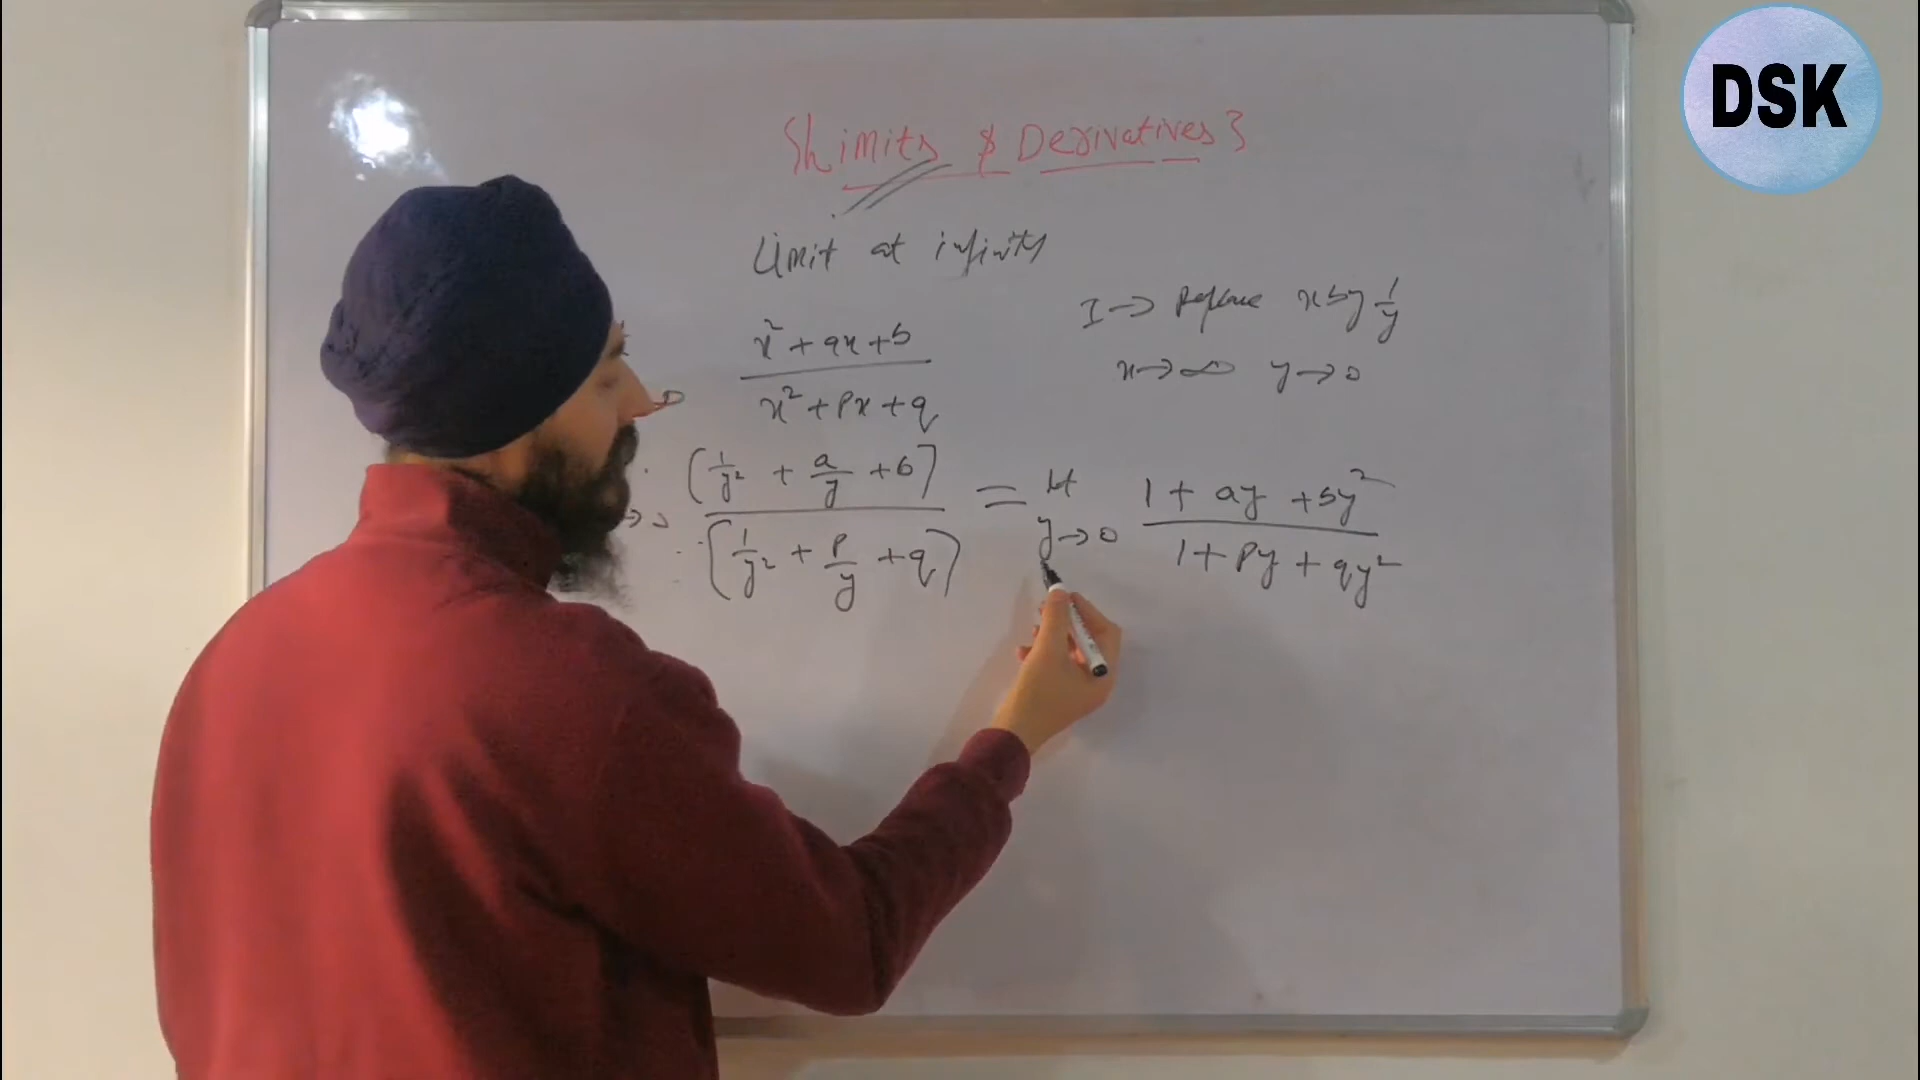 DSK
{Limits & Derivatives}
Limit at infinity
I → Replace x by 1/y
x → ∞ y → 0
x² + ax + b
x² + px + q
(1/y² + a/y + b)
(1/y² + p/y + q)
= lt y → 0
1 + ay + by²
1 + py + qy²